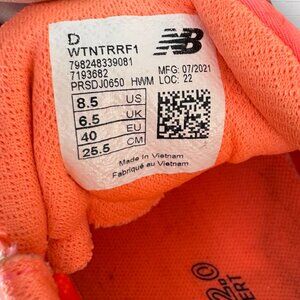 D
WTNTRRF1
798248339081
7193682 MFG: 07/2021
PRSDJ0650 HWM LOC: 22
8.5 US
6.5 UK
40 EU
25.5 CM
Made in Vietnam
Fabriqué au Vietnam